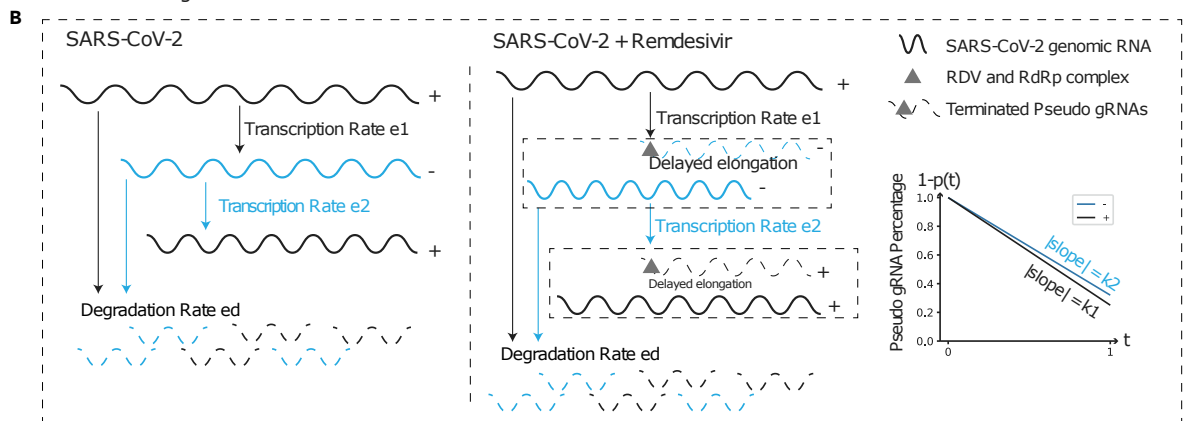 B
SARS-CoV-2
+
Transcription Rate e1
-
Transcription Rate e2
+
Degradation Rate ed
SARS-CoV-2 + Remdesivir
+
Transcription Rate e1
-
Delayed elongation
-
Transcription Rate e2
+
Delayed elongation
+
Degradation Rate ed
SARS-CoV-2 genomic RNA
RDV and RdRp complex
Terminated Pseudo gRNAs
1-p(t)
Pseudo gRNA Percentage
1.0
0.8
0.6
0.4
0.2
0.0
-
+
|slope| = k2
|slope| = k1
0
1
t